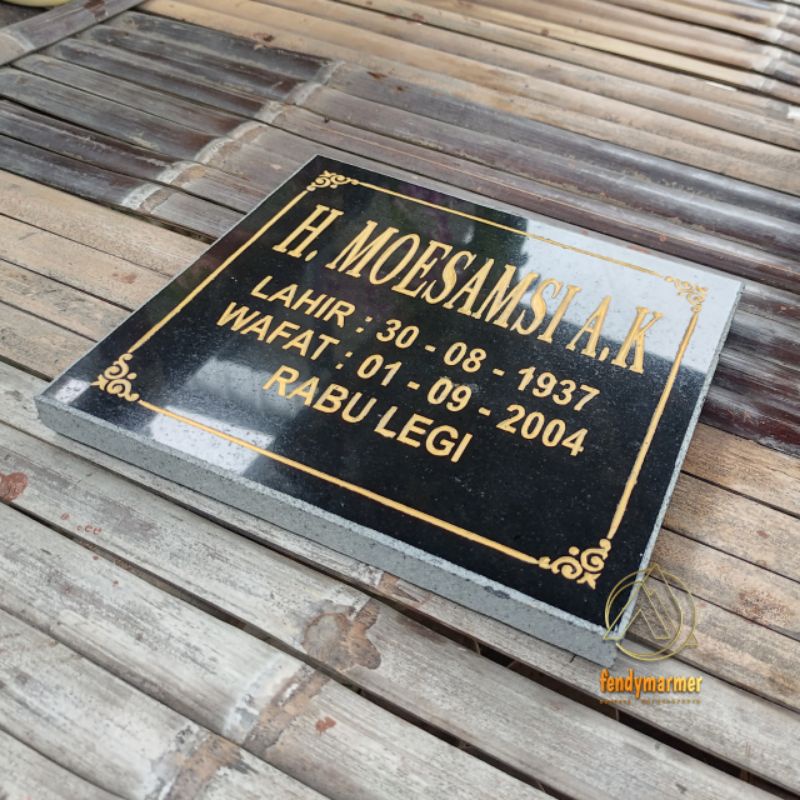 H. MOESAMSI A.K
LAHIR : 30 - 08 - 1937
WAFAT : 01 - 09 - 2004
RABU LEGI
fendymarmer